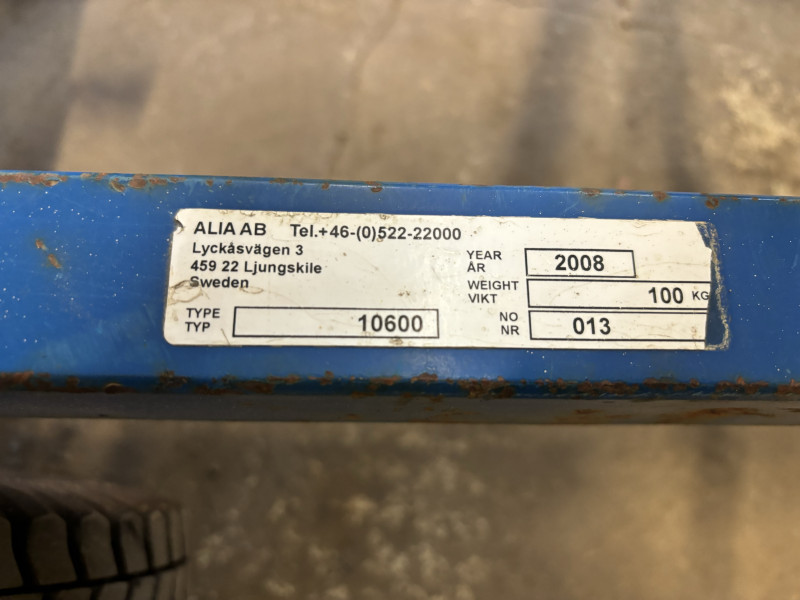 ALIA AB Tel.+46-(0)522-22000
Lyckåsvägen 3
459 22 Ljungskile
Sweden
TYPE
TYP
10600
YEAR
ÅR
2008
WEIGHT
VIKT
100 KG
NO
NR
013